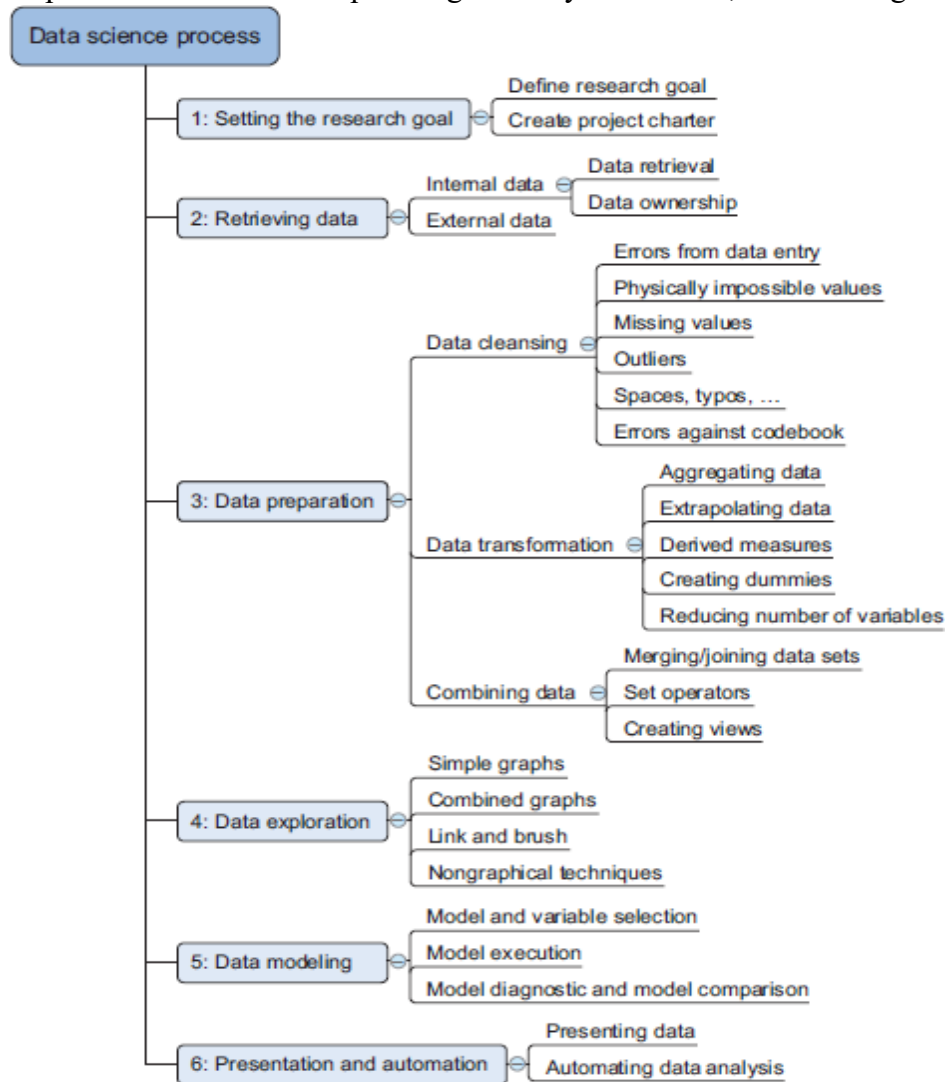 Data science process
1: Setting the research goal
Define research goal
Create project charter
2: Retrieving data
Internal data
Data retrieval
Data ownership
External data
3: Data preparation
Data cleansing
Errors from data entry
Physically impossible values
Missing values
Outliers
Spaces, typos, …
Errors against codebook
Data transformation
Aggregating data
Extrapolating data
Derived measures
Creating dummies
Reducing number of variables
Combining data
Merging/joining data sets
Set operators
Creating views
4: Data exploration
Simple graphs
Combined graphs
Link and brush
Nongraphical techniques
5: Data modeling
Model and variable selection
Model execution
Model diagnostic and model comparison
6: Presentation and automation
Presenting data
Automating data analysis